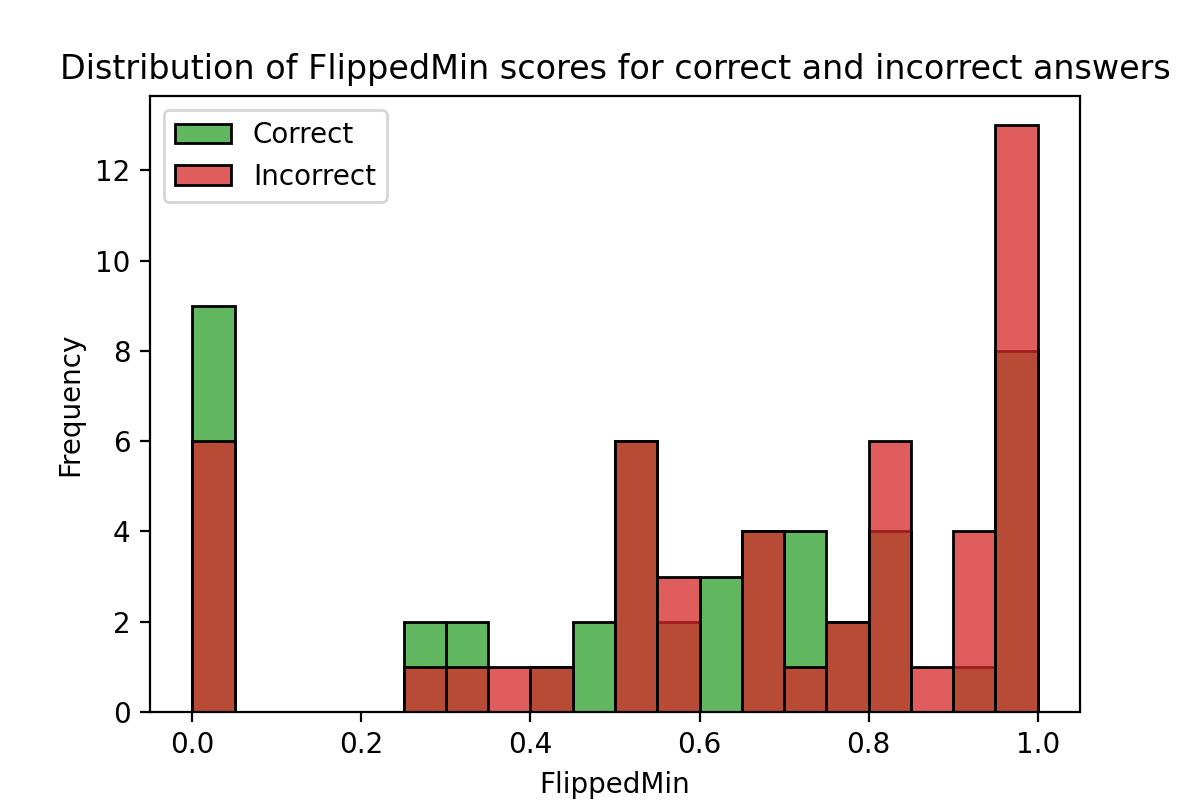 Distribution of FlippedMin scores for correct and incorrect answers
Correct
Incorrect
12
10
8
6
4
2
0
Frequency
0.0 0.2 0.4 0.6 0.8 1.0
FlippedMin